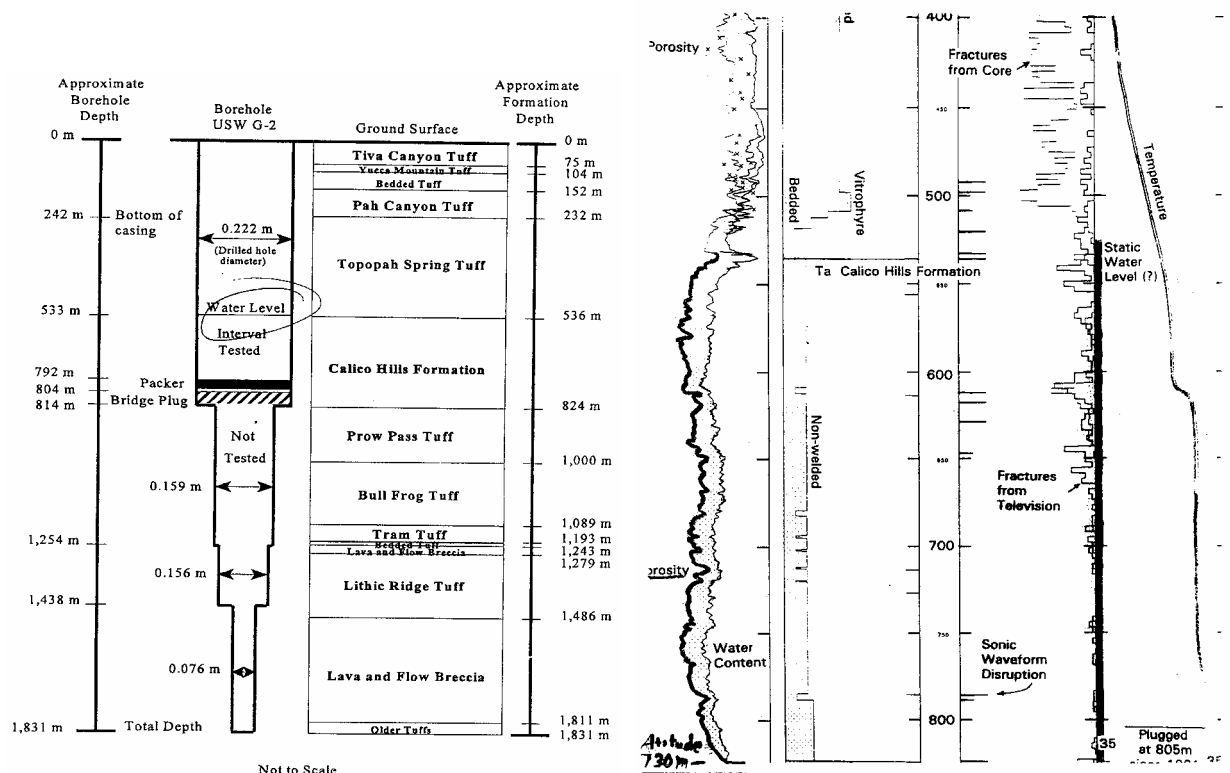 Approximate
Borehole
Depth
0 m
242 m
533 m
792 m
804 m
814 m
1,254 m
1,438 m
1,831 m
Borehole
USW G-2
Bottom of
casing
0.222 m
(Drilled hole
diameter)
Water Level
Interval
Tested
Packer
Bridge Plug
Not
Tested
0.159 m
0.156 m
0.076 m
Total Depth
Ground Surface
Tiva Canyon Tuff
Yucca Mountain Tuff
Bedded Tuff
Pah Canyon Tuff
Topopah Spring Tuff
Calico Hills Formation
Prow Pass Tuff
Bull Frog Tuff
Tram Tuff
Bedded Tuff
Lava and Flow Breccia
Lithic Ridge Tuff
Lava and Flow Breccia
Older Tuffs
Approximate
Formation
Depth
0 m
75 m
104 m
152 m
232 m
536 m
824 m
1,000 m
1,089 m
1,193 m
1,243 m
1,279 m
1,486 m
1,811 m
1,831 m
Not to Scale
Porosity
Bedded
Vitrophyre
Ta Calico Hills Formation
Non-welded
orosity
Water
Content
Altitude
730m
400
450
500
550
600
650
700
750
800
Fractures
from Core
Temperature
Static
Water
Level (?)
Fractures
from
Television
Sonic
Waveform
Disruption
35
Plugged
at 805m